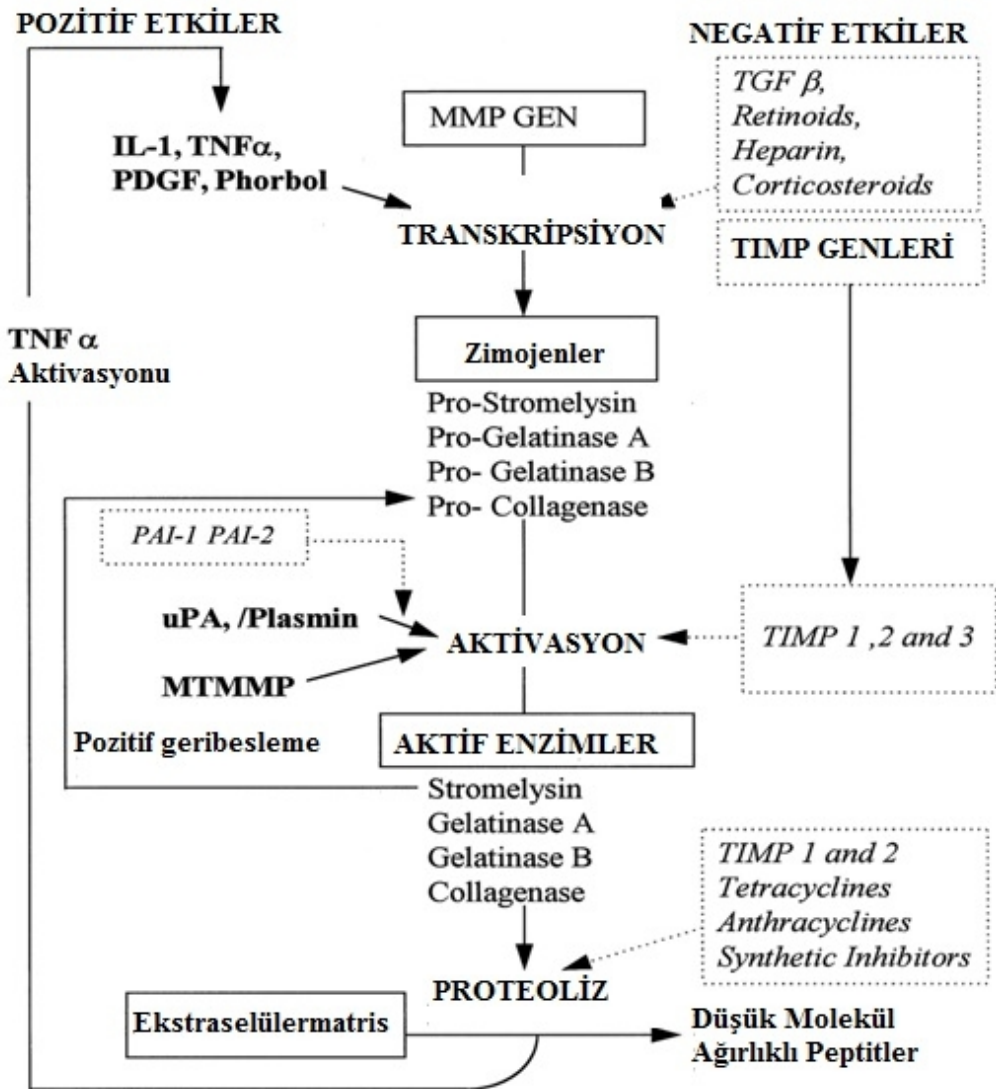 POZİTİF ETKİLER
NEGATİF ETKİLER
TGF β,
Retinoids,
Heparin,
Corticosteroids
MMP GEN
IL-1, TNFα,
PDGF, Phorbol
TRANSKRİPSİYON
TIMP GENLERİ
TNF α
Aktivasyonu
Zimojenler
Pro-Stromelysin
Pro-Gelatinase A
Pro- Gelatinase B
Pro- Collagenase
PAI-1 PAI-2
uPA, /Plasmin
AKTİVASYON
TIMP 1 ,2 and 3
MTMMP
Pozitif geribesleme
AKTİF ENZİMLER
Stromelysin
Gelatinase A
Gelatinase B
Collagenase
TIMP 1 and 2
Tetracyclines
Anthracyclines
Synthetic Inhibitors
PROTEOLİZ
Ekstraselülermatris
Düşük Molekül
Ağırlıklı Peptitler